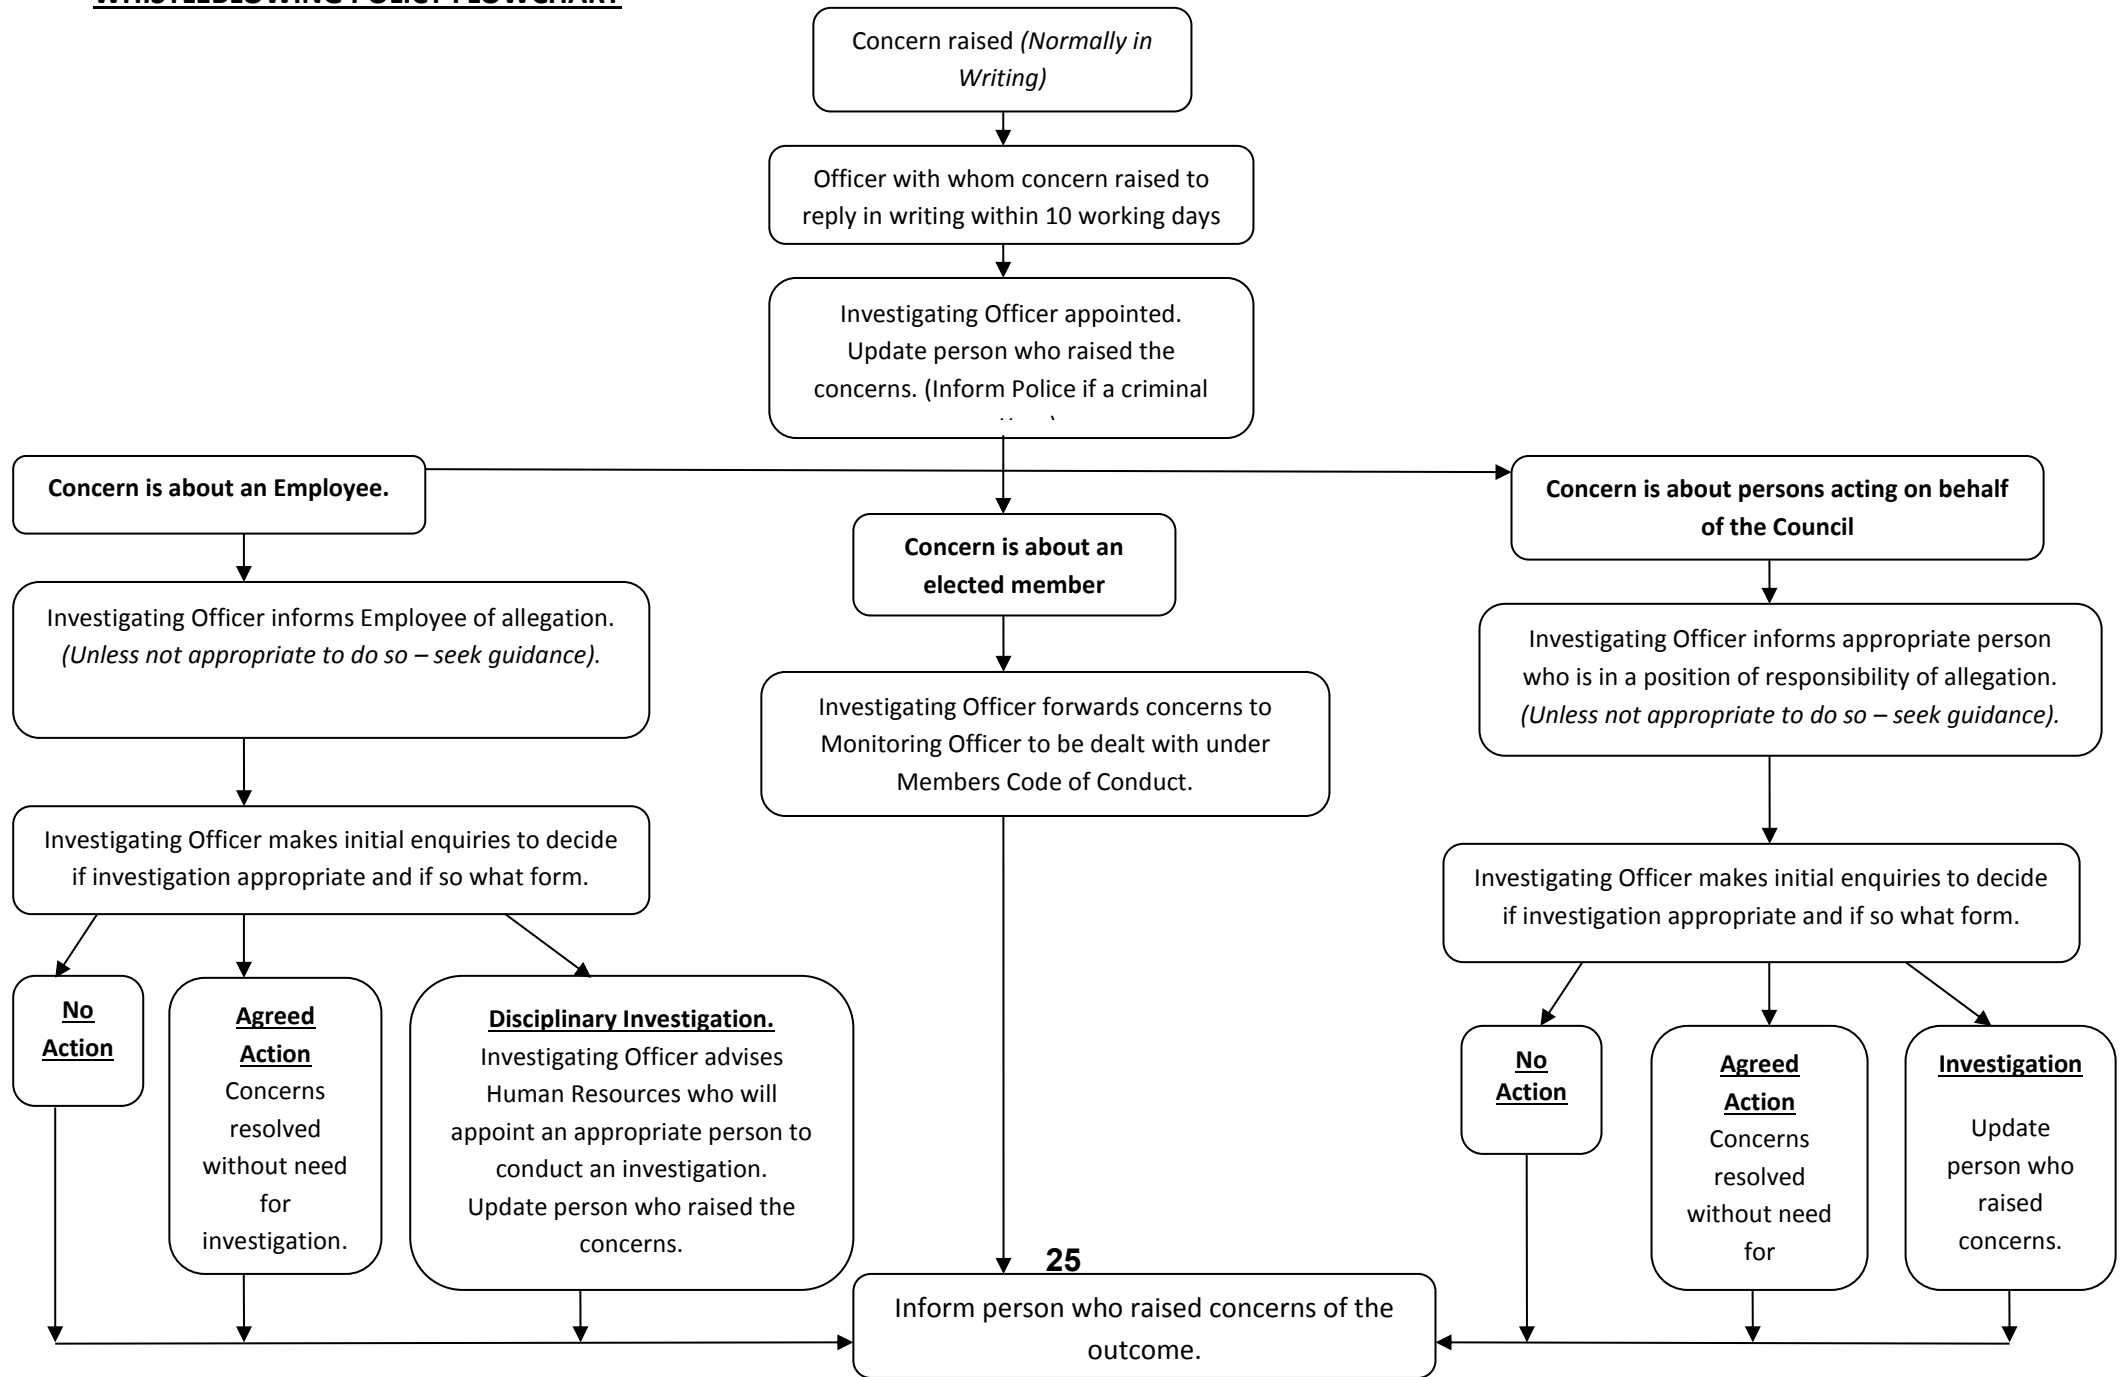 WHISTLEBLOWING POLICY FLOWCHART
Concern raised (Normally in
Writing)
Officer with whom concern raised to
reply in writing within 10 working days
Investigating Officer appointed.
Update person who raised the
concerns. (Inform Police if a criminal
Concern is about an Employee.
Concern is about an
elected member
Concern is about persons acting on behalf
of the Council
Investigating Officer informs Employee of allegation.
(Unless not appropriate to do so – seek guidance).
Investigating Officer forwards concerns to
Monitoring Officer to be dealt with under
Members Code of Conduct.
Investigating Officer informs appropriate person
who is in a position of responsibility of allegation.
(Unless not appropriate to do so – seek guidance).
Investigating Officer makes initial enquiries to decide
if investigation appropriate and if so what form.
Investigating Officer makes initial enquiries to decide
if investigation appropriate and if so what form.
No
Action
Agreed
Action
Concerns
resolved
without need
for
investigation.
Disciplinary Investigation.
Investigating Officer advises
Human Resources who will
appoint an appropriate person to
conduct an investigation.
Update person who raised the
concerns.
No
Action
Agreed
Action
Concerns
resolved
without need
for
Investigation
Update
person who
raised
concerns.
25
Inform person who raised concerns of the
outcome.